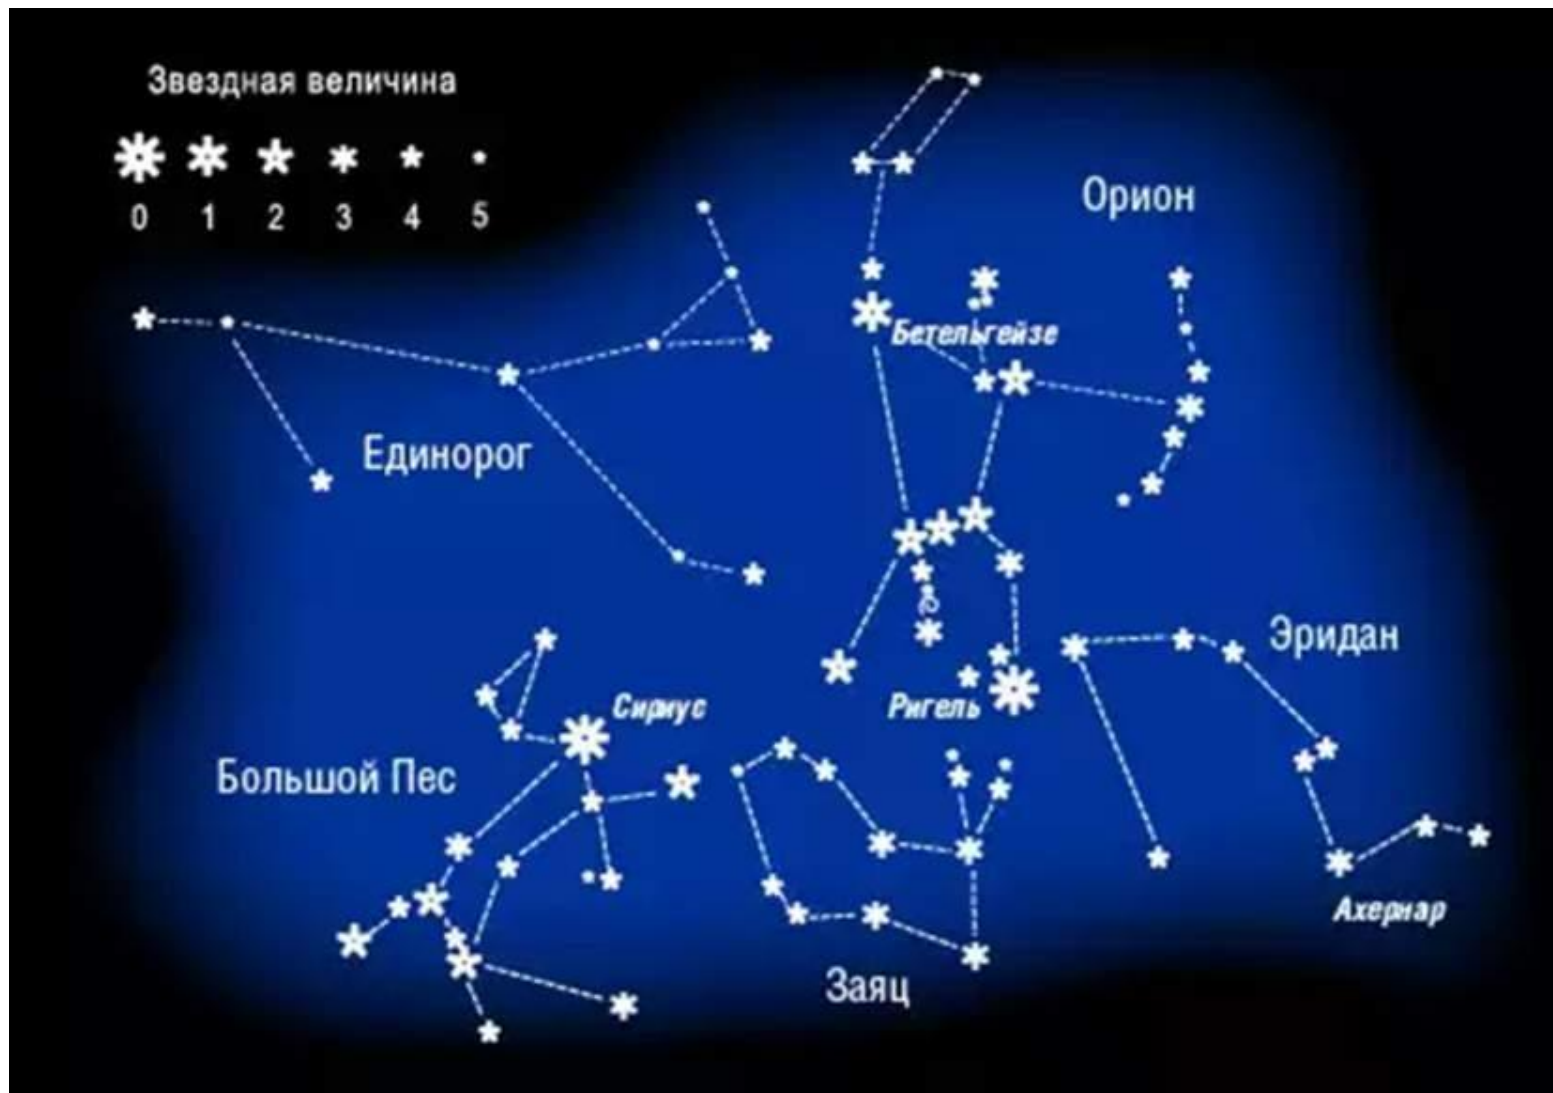 Звездная величина
0 1 2 3 4 5
Орион
Бетельгейзе
Единорог
Эридан
Сириус
Ригель
Большой Пес
Ахернар
Заяц